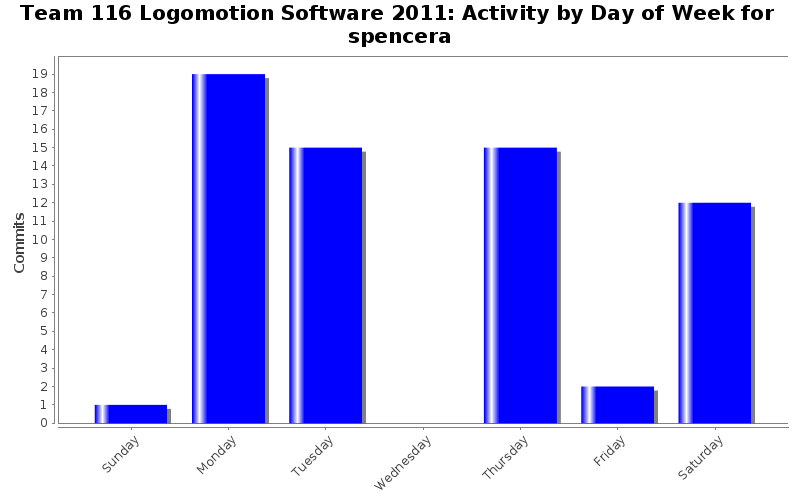 Team 116 Logomotion Software 2011: Activity by Day of Week for
spencera
19
18
17
16
15
14
13
12
11
10
9
8
7
6
5
4
3
2
1
0
Commits
Sunday
Monday
Tuesday
Wednesday
Thursday
Friday
Saturday